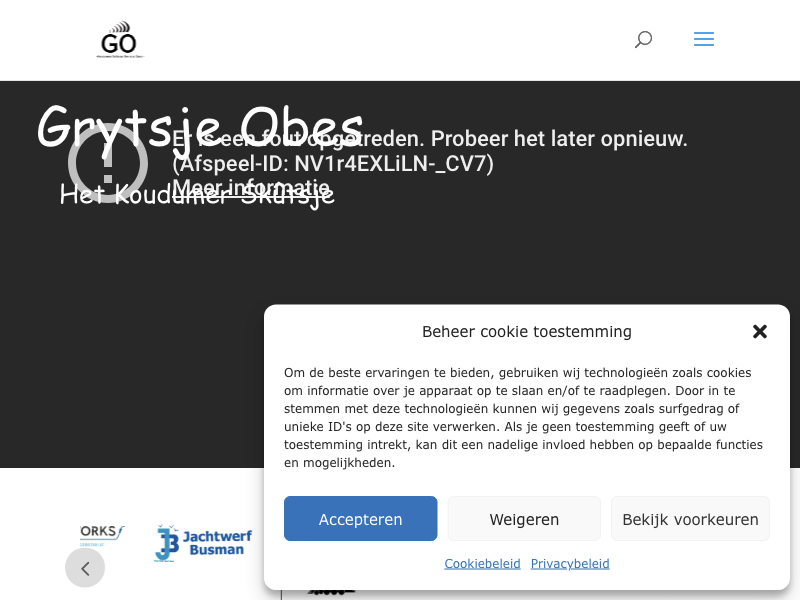 GO
Grytsje Obes
Er is een fout opgetreden. Probeer het later opnieuw.
(Afspeel-ID: NV1r4EXLiLN-_CV7)
Meer informatie
Het Koudumer Skûtsje
Beheer cookie toestemming
Om de beste ervaringen te bieden, gebruiken wij technologieën zoals cookies
om informatie over je apparaat op te slaan en/of te raadplegen. Door in te
stemmen met deze technologieën kunnen wij gegevens zoals surfgedrag of
unieke ID's op deze site verwerken. Als je geen toestemming geeft of uw
toestemming intrekt, kan dit een nadelige invloed hebben op bepaalde functies
en mogelijkheden.
Accepteren
Weigeren
Bekijk voorkeuren
Cookiebeleid
Privacybeleid
ORKS
JB
Jachtwerf
Busman